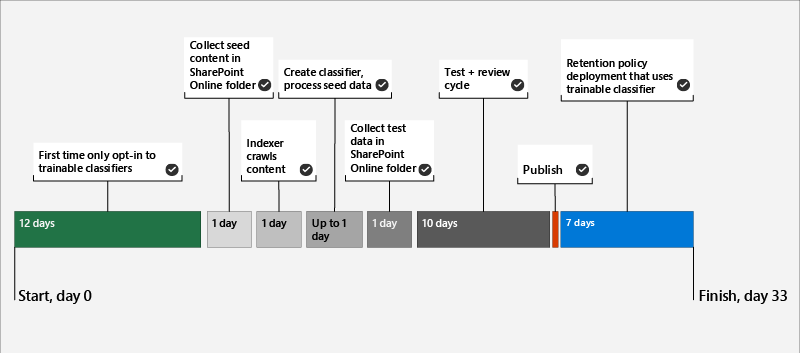 Collect seed
content in
SharePoint
Online folder
Create classifier,
process seed data
Test + review
cycle
Retention policy
deployment that uses
trainable classifier
First time only opt-in to
trainable classifiers
Indexer
crawls
content
Collect test
data in
SharePoint
Online folder
Publish
12 days
1 day
1 day
Up to 1
day
1 day
10 days
7 days
Start, day 0
Finish, day 33